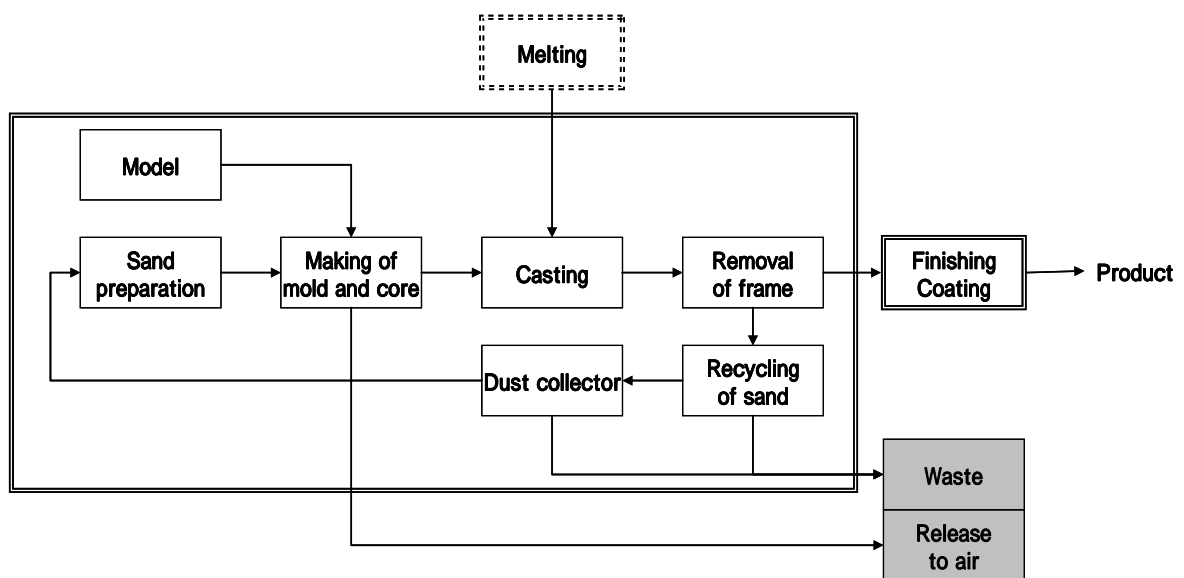 Melting
Model
Sand
preparation
Making of
mold and core
Casting
Removal
of frame
Finishing
Coating
Product
Dust collector
Recycling
of sand
Waste
Release
to air